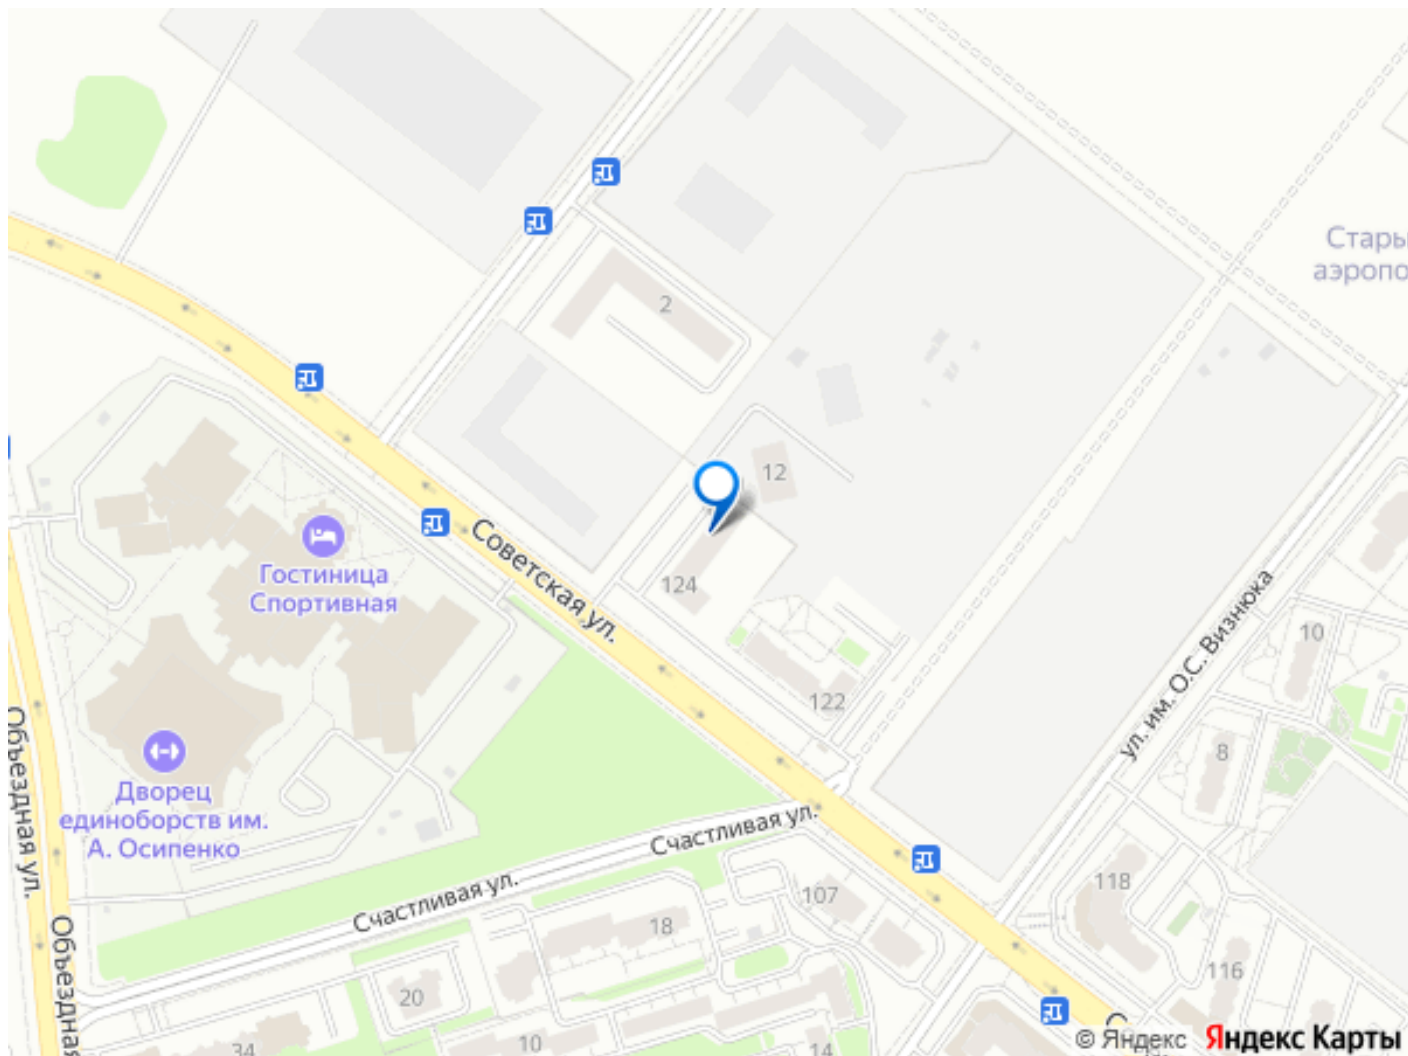 Стары
аэропо
2
12
Советская ул.
Гостиница
Спортивная
124
ул. им. О.С. Визнюка
10
122
8
Объездная ул.
Дворец
единоборств им.
А. Осипенко
Счастливая ул.
Счастливая ул.
118
107
18
Объездная
116
20
34
10
14
С
© Яндекс Яндекс Карты